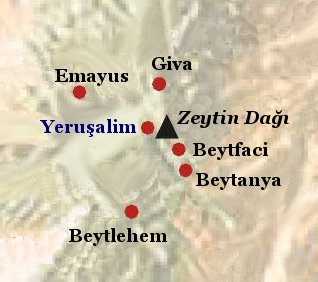 Giva
Emayus
Zeytin Dağı
Yeruşalim
Beytfaci
Beytanya
Beytlehem